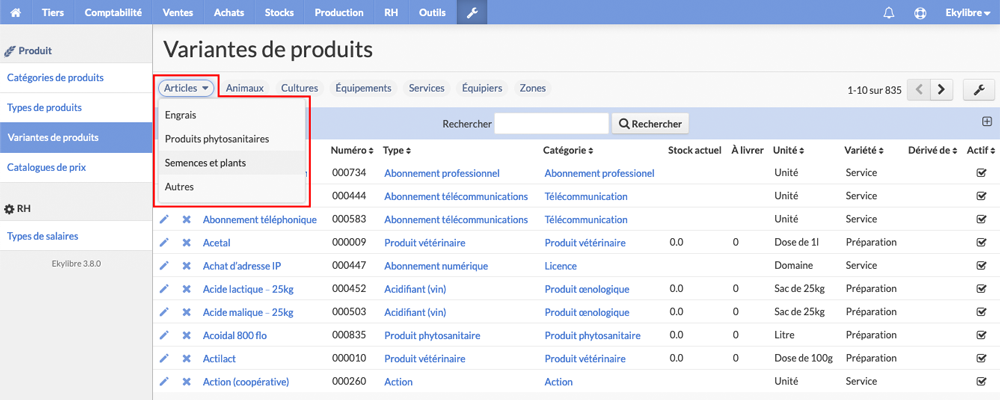 Tiers Comptabilité Ventes Achats Stocks Production RH Outils Ekylibre
Produit
Catégories de produits
Types de produits
Variantes de produits
Catalogues de prix
RH
Types de salaires
Ekylibre 3.8.0
Variantes de produits
Articles Animaux Cultures Équipements Services Équipiers Zones 1-10 sur 835
Engrais
Produits phytosanitaires
Semences et plants
Autres
Rechercher Rechercher
Numéro Type Catégorie Stock actuel À livrer Unité Variété Dérivé de Actif
000734 Abonnement professionnel Abonnement professionnel Unité Service
000444 Abonnement télécommunications Télécommunication Unité Service
Abonnement téléphonique 000583 Abonnement télécommunications Télécommunication Unité Service
Acetal 000009 Produit vétérinaire Produit vétérinaire 0.0 0 Dose de 1l Préparation
Achat d'adresse IP 000447 Abonnement numérique Licence Domaine Service
Acide lactique - 25kg 000452 Acidifiant (vin) Produit œnologique 0.0 0 Sac de 25kg Préparation
Acide malique - 25kg 000503 Acidifiant (vin) Produit œnologique 0.0 0 Sac de 25kg Préparation
Acoidal 800 flo 000835 Produit phytosanitaire Produit phytosanitaire 0.0 0 Litre Préparation
Actilact 000010 Produit vétérinaire Produit vétérinaire 0.0 0 Dose de 100g Préparation
Action (coopérative) 000260 Action Action Unité Service